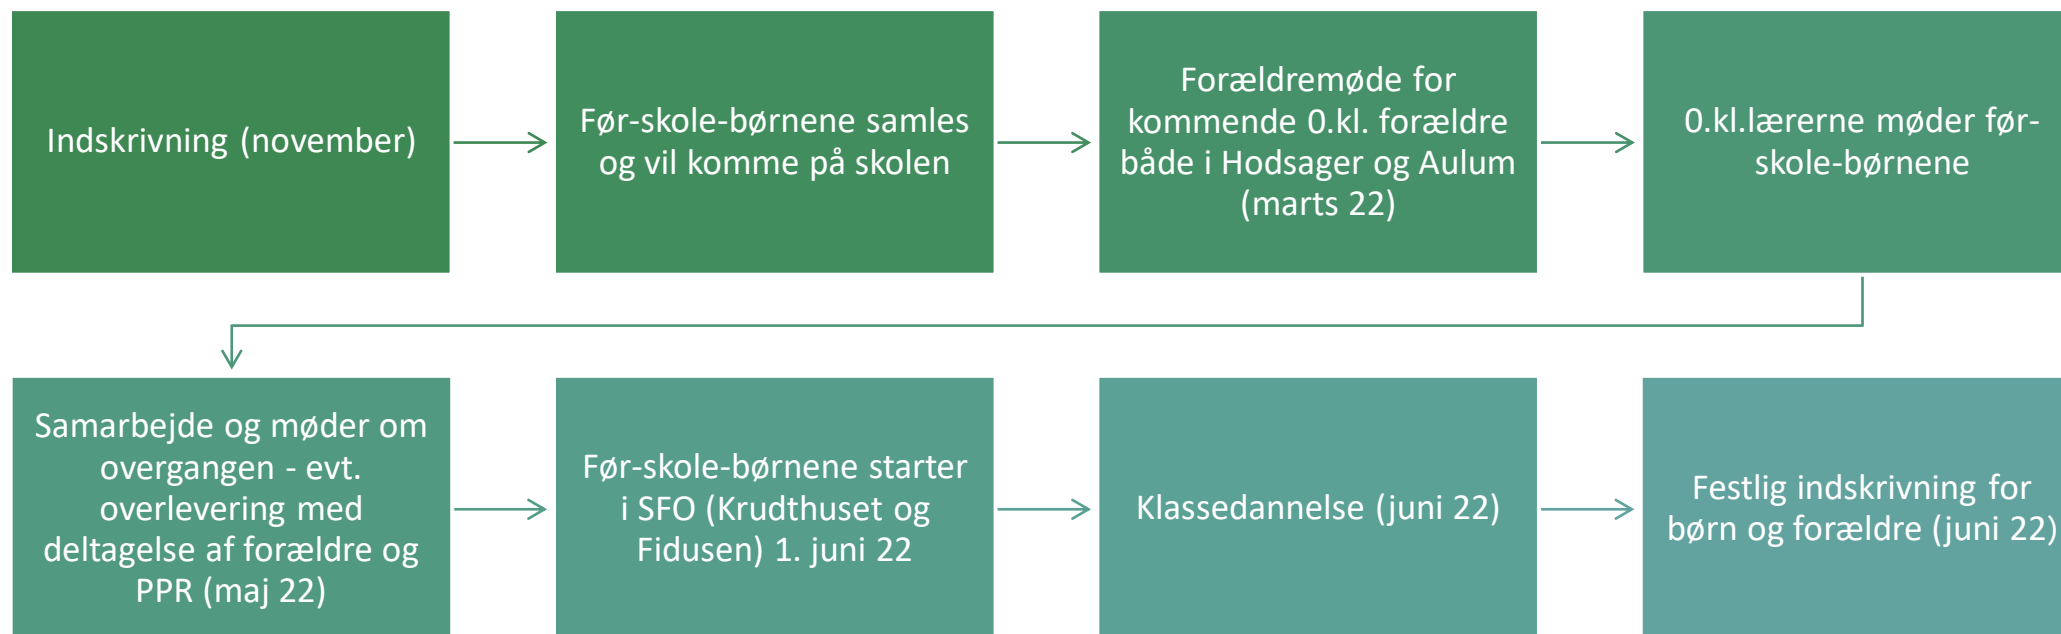 Indskrivning (november)
Før-skole-børnene samles
og vil komme på skolen
Forældremøde for
kommende 0.kl. forældre
både i Hodsager og Aulum
(marts 22)
0.kl.lærerne møder før-
skole-børnene
Samarbejde og møder om
overgangen - evt.
overlevering med
deltagelse af forældre og
PPR (maj 22)
Før-skole-børnene starter
i SFO (Krudthuset og
Fidusen) 1. juni 22
Klassedannelse (juni 22)
Festlig indskrivning for
børn og forældre (juni 22)